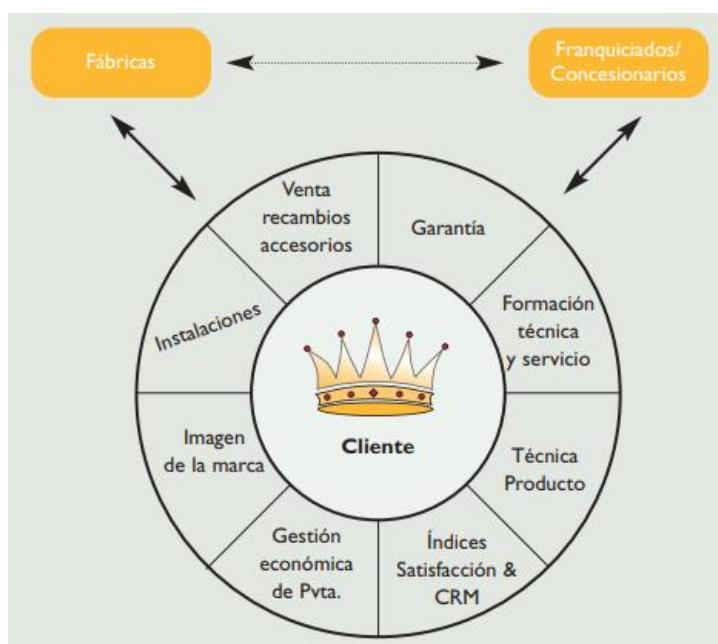 Fábricas
Franquiciados/
Concesionarios
Venta
recambios
accesorios
Garantía
Formación
técnica
y servicio
Técnica
Producto
Índices
Satisfacción &
CRM
Gestión
económica
de Pvta.
Imagen
de la marca
Instalaciones
Cliente